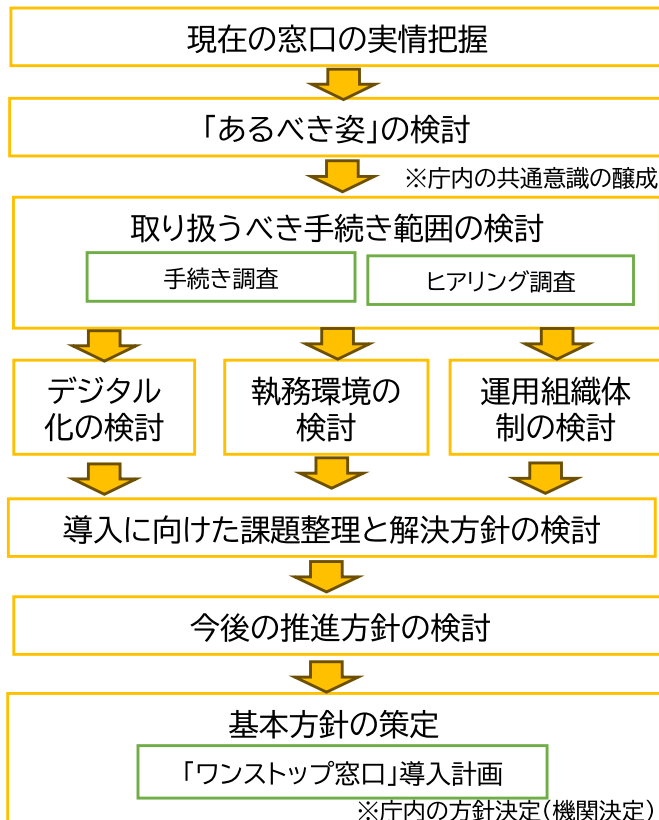 現在の窓口の実情把握
「あるべき姿」の検討
※庁内の共通意識の醸成
取り扱うべき手続き範囲の検討
手続き調査
ヒアリング調査
デジタル
化の検討
執務環境の
検討
運用組織体
制の検討
導入に向けた課題整理と解決方針の検討
今後の推進方針の検討
基本方針の策定
「ワンストップ窓口」導入計画
※庁内の方針決定(機関決定)